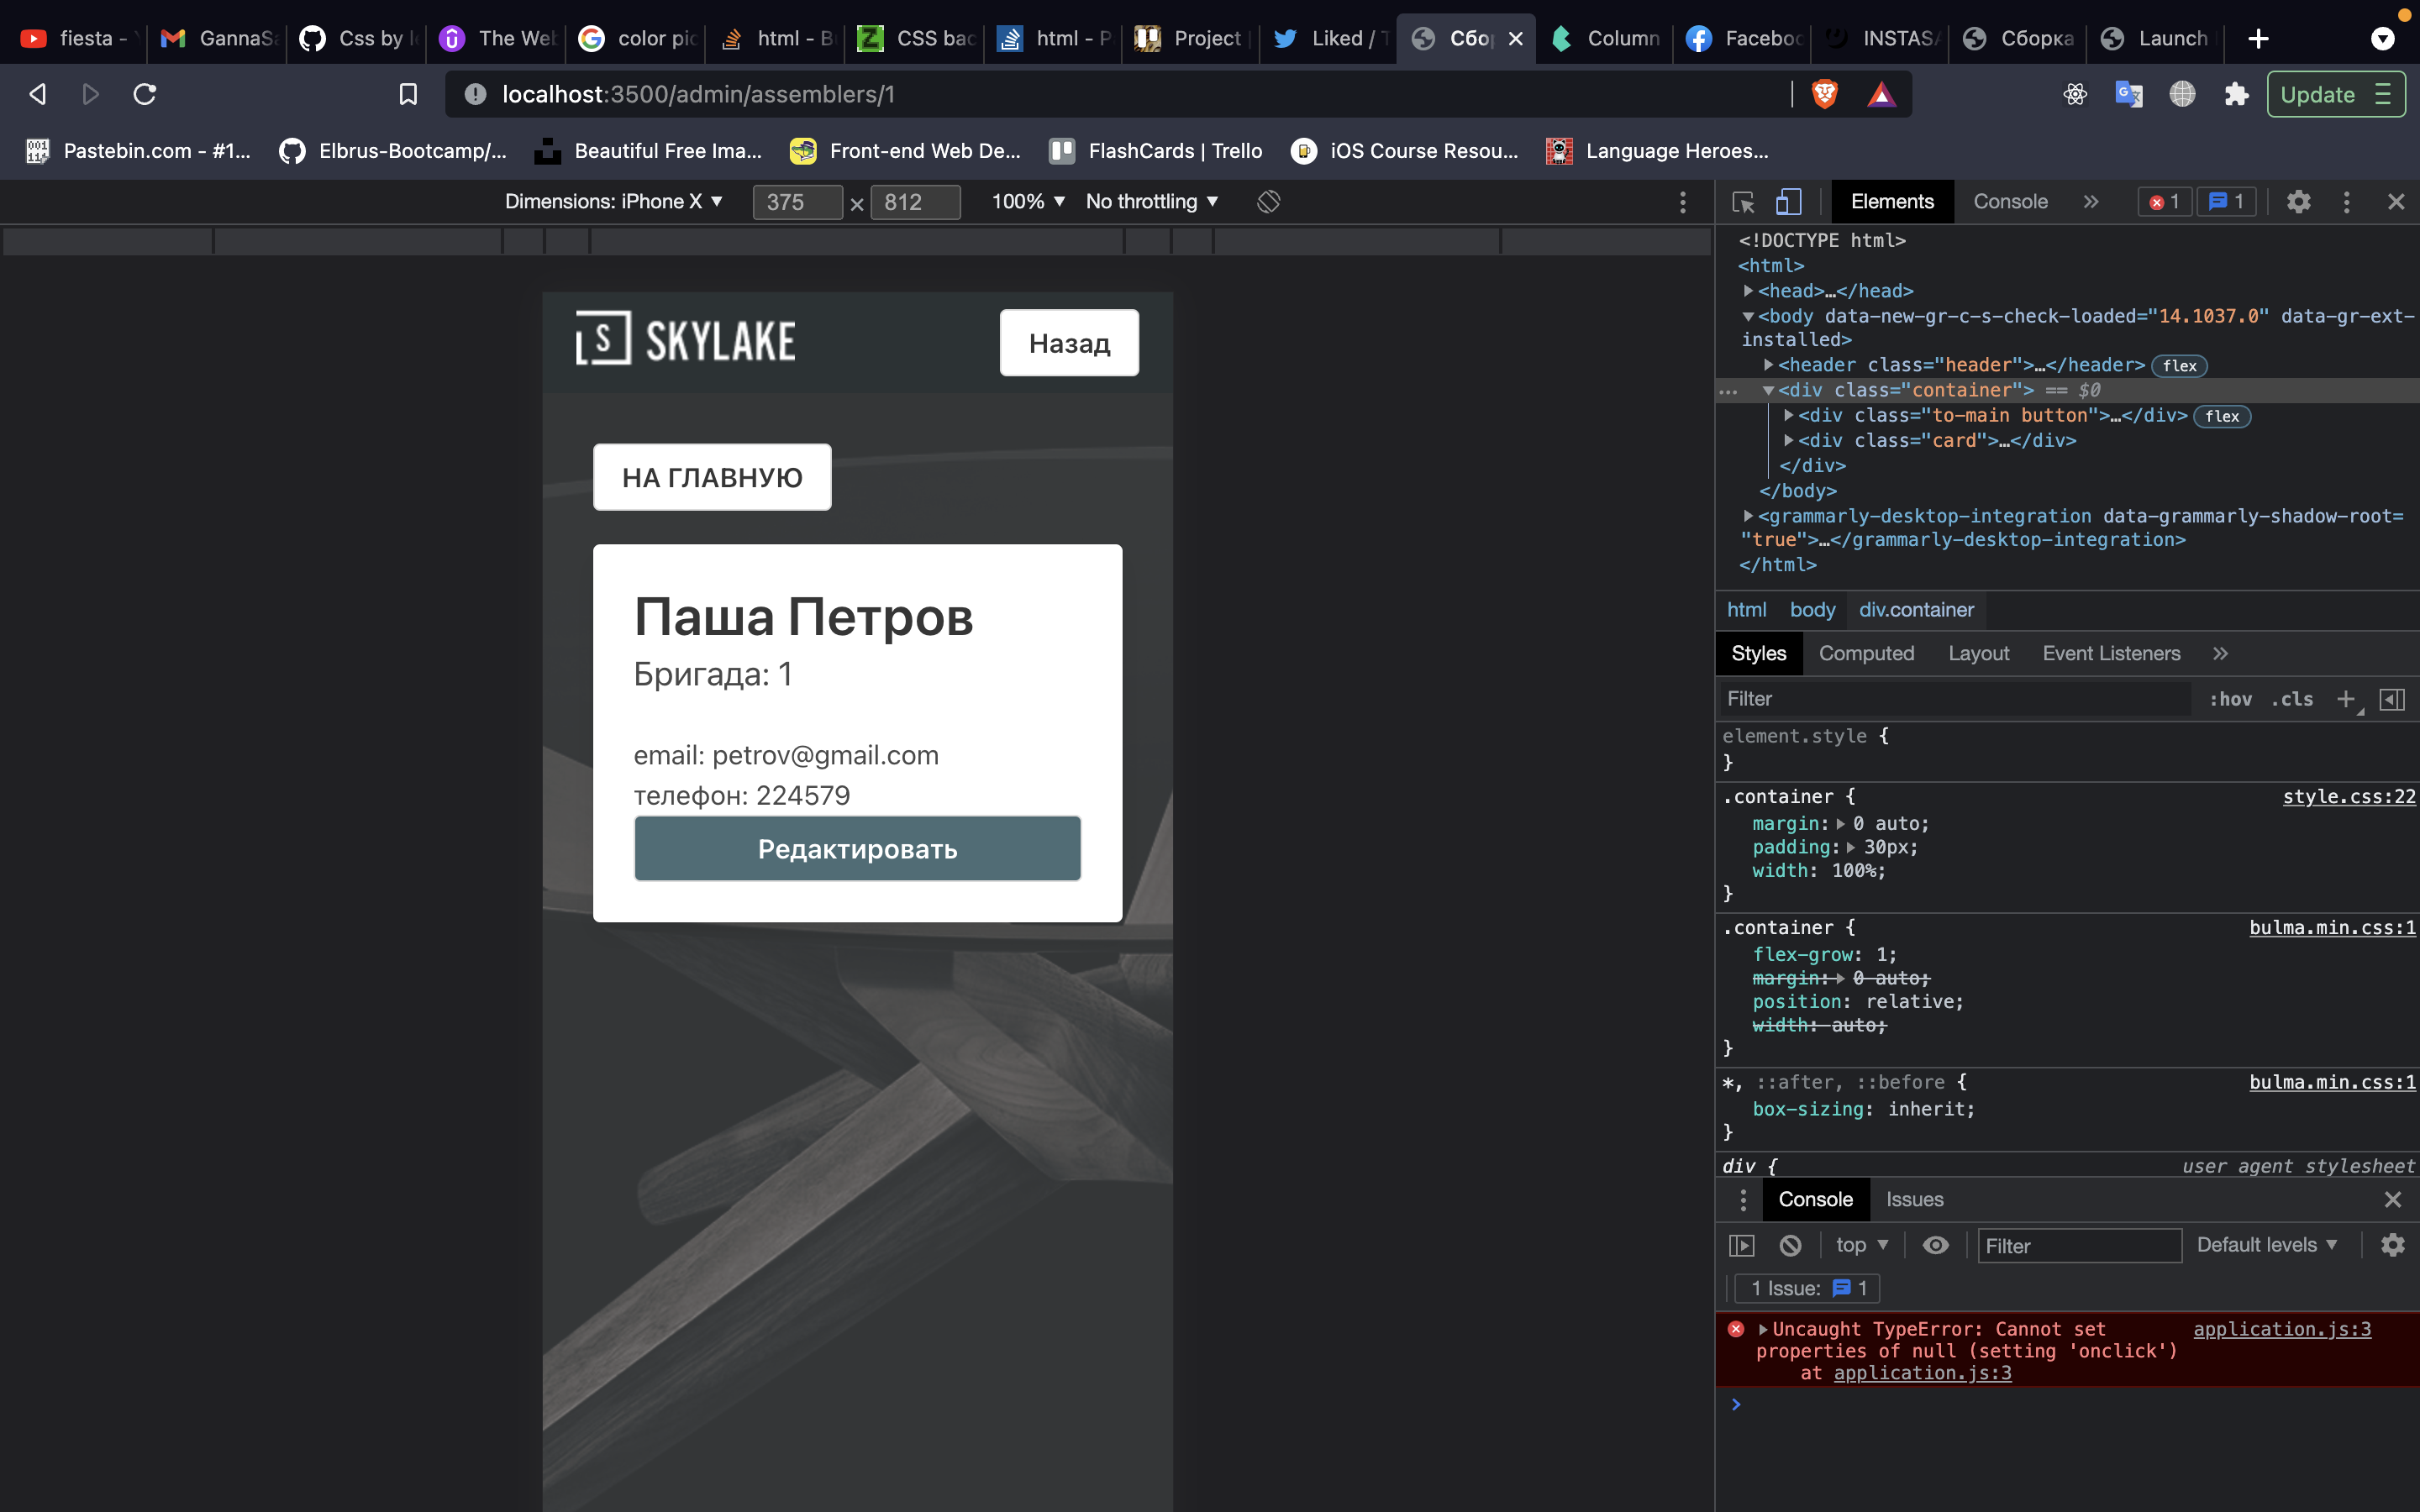 fiesta -
GannaSa
Css by le
The Web
color pic
html - B
CSS bac
html - P
Project
Liked / T
Сбо
Column
Faceboo
INSTASA
Сборка
Launch
localhost:3500/admin/assemblers/1
Update
Pastebin.com - #1...
Elbrus-Bootcamp/...
Beautiful Free Ima...
Front-end Web De...
FlashCards | Trello
iOS Course Resou...
Language Heroes...
Dimensions: iPhone X ▼ 375 × 812 100% ▼ No throttling ▼
Elements Console » 1 1
<!DOCTYPE html>
<html>
<head>…</head>
<body data-new-gr-c-s-check-loaded="14.1037.0" data-gr-ext-
installed>
<header class="header">…</header> flex
<div class="container"> == $0
<div class="to-main button">…</div> flex
<div class="card">…</div>
</div>
</body>
<grammarly-desktop-integration data-grammarly-shadow-root=
"true">…</grammarly-desktop-integration>
</html>
html body div.container
Styles Computed Layout Event Listeners »
Filter :hov .cls +
element.style {
}
.container { style.css:22
margin: 0 auto;
padding: 30px;
width: 100%;
}
.container { bulma.min.css:1
flex-grow: 1;
margin: 0 auto;
position: relative;
width: auto;
}
*, ::after, ::before { bulma.min.css:1
box-sizing: inherit;
}
div { user agent stylesheet
Console Issues
top ▼ Filter Default levels ▼
1 Issue: 1
Uncaught TypeError: Cannot set application.js:3
properties of null (setting 'onclick')
at application.js:3
S SKYLAKE
Назад
НА ГЛАВНУЮ
Паша Петров
Бригада: 1
email: petrov@gmail.com
телефон: 224579
Редактировать